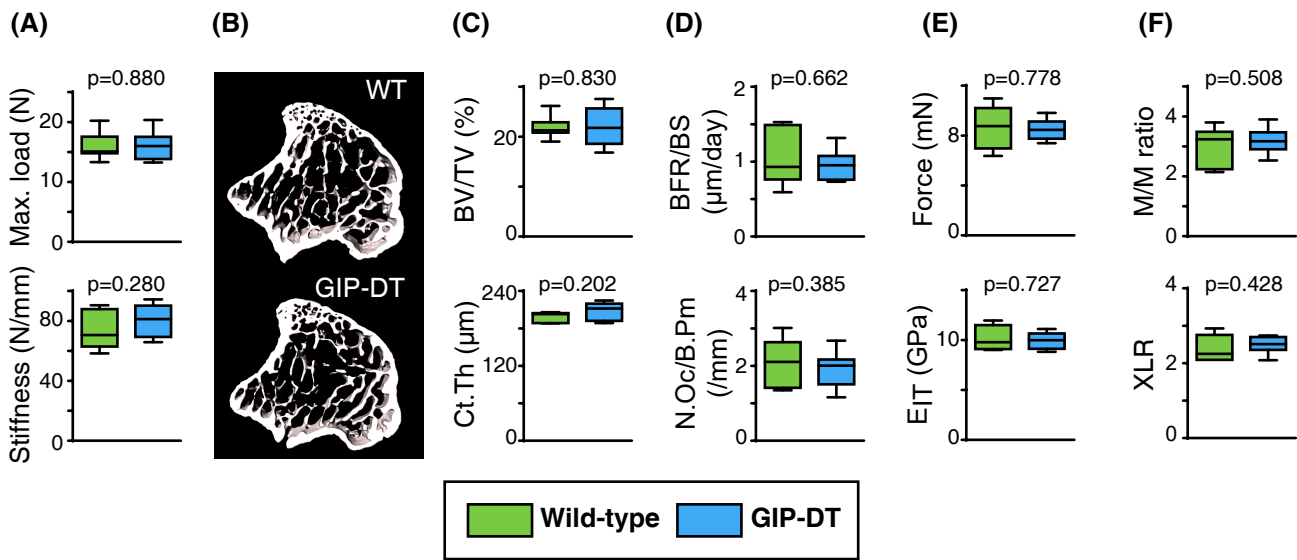 (A)
(B)
(C)
(D)
(E)
(F)
p=0.880
Max. load (N)
20
10
0
p=0.280
Stiffness (N/mm)
80
40
0
WT
GIP-DT
p=0.830
BV/TV (%)
20
0
p=0.202
Ct.Th (µm)
240
120
0
p=0.662
BFR/BS
(µm/day)
2
1
0
p=0.385
N.Oc/B.Pm
(/mm)
4
2
0
p=0.778
Force (mN)
8
0
p=0.727
EIT (GPa)
10
0
p=0.508
M/M ratio
4
2
0
p=0.428
XLR
4
2
0
Wild-type
GIP-DT